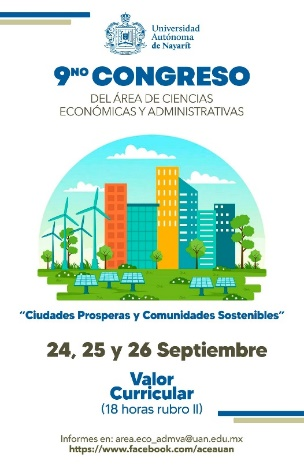 Universidad
Autónoma
de Nayarit
9NO CONGRESO
DEL ÁREA DE CIENCIAS
ECONÓMICAS Y ADMINISTRATIVAS
“Ciudades Prosperas y Comunidades Sostenibles”
24, 25 y 26 Septiembre
Valor
Curricular
(18 horas rubro II)
Informes en: area.eco_admva@uan.edu.mx
https://www.facebook.com/aceauan